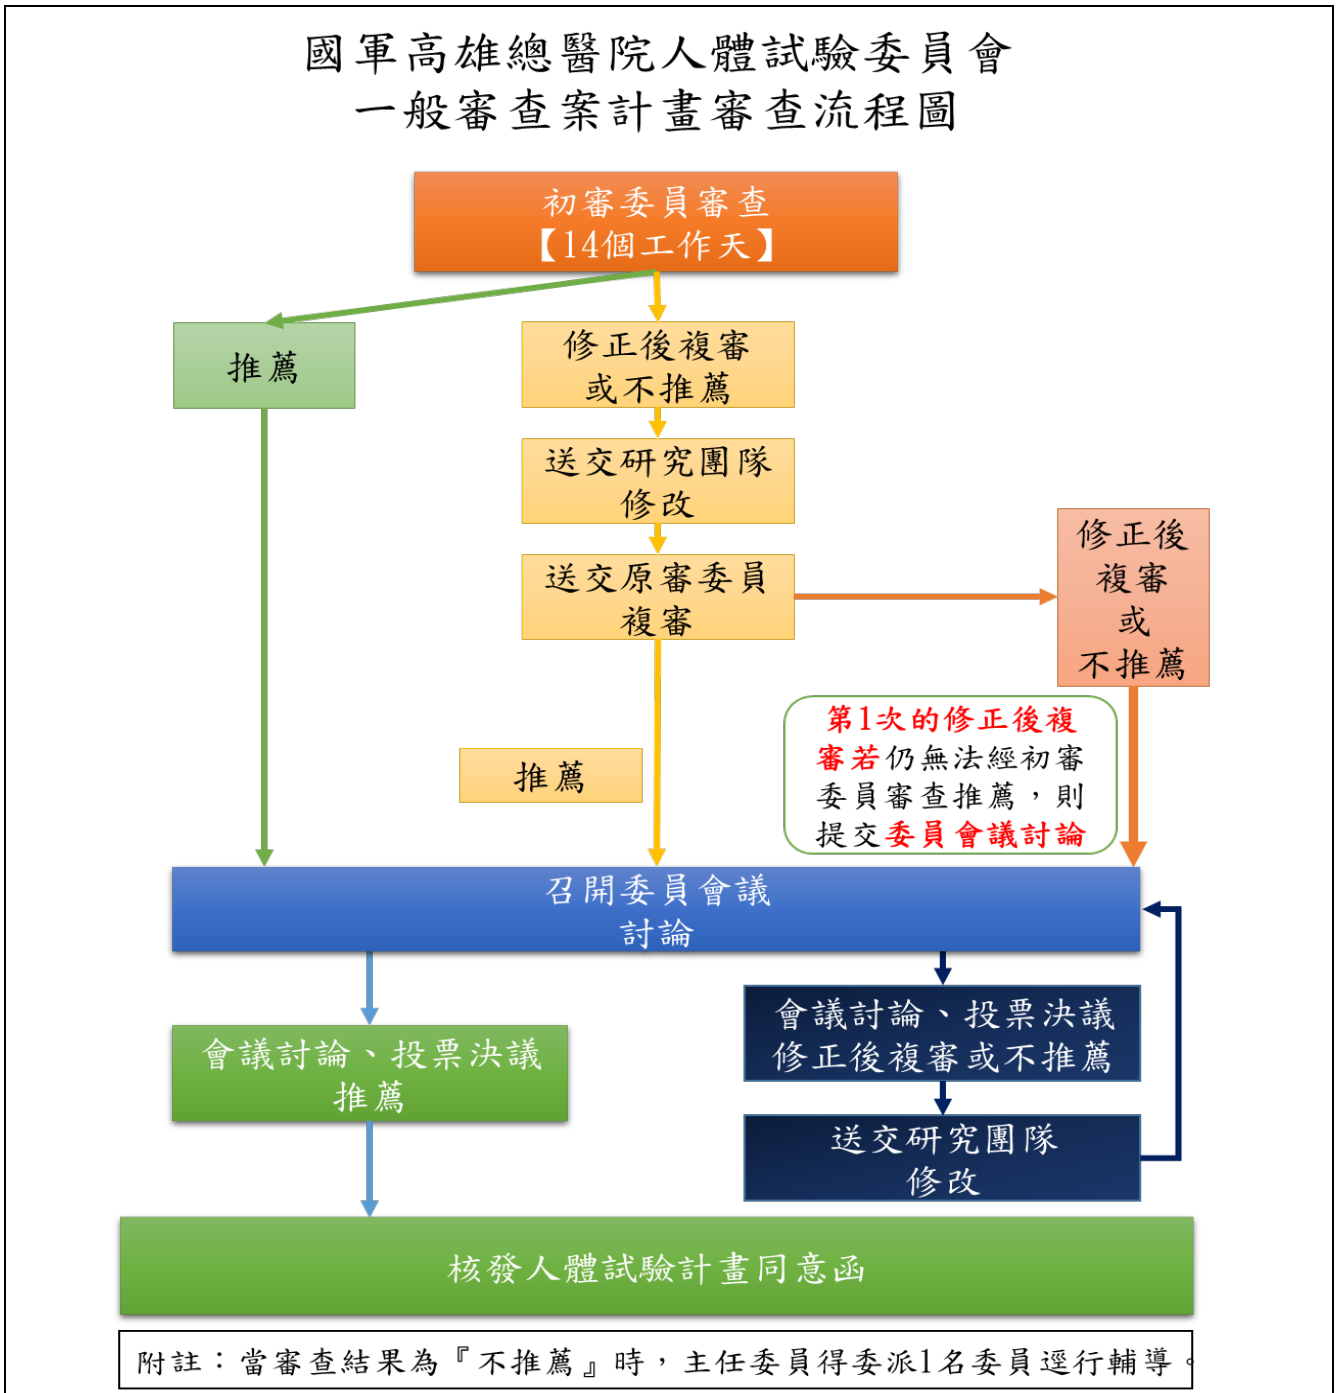 國軍高雄總醫院人體試驗委員會
一般審查案計畫審查流程圖
初審委員審查
【14個工作天】
推薦
修正後複審
或不推薦
送交研究團隊
修改
送交原審委員
複審
修正後
複審
或
不推薦
推薦
第1次的修正後複
審若仍無法經初審
委員審查推薦，則
提交委員會議討論
召開委員會議
討論
會議討論、投票決議
推薦
會議討論、投票決議
修正後複審或不推薦
送交研究團隊
修改
核發人體試驗計畫同意函
附註：當審查結果為『不推薦』時，主任委員得委派1名委員逕行輔導。